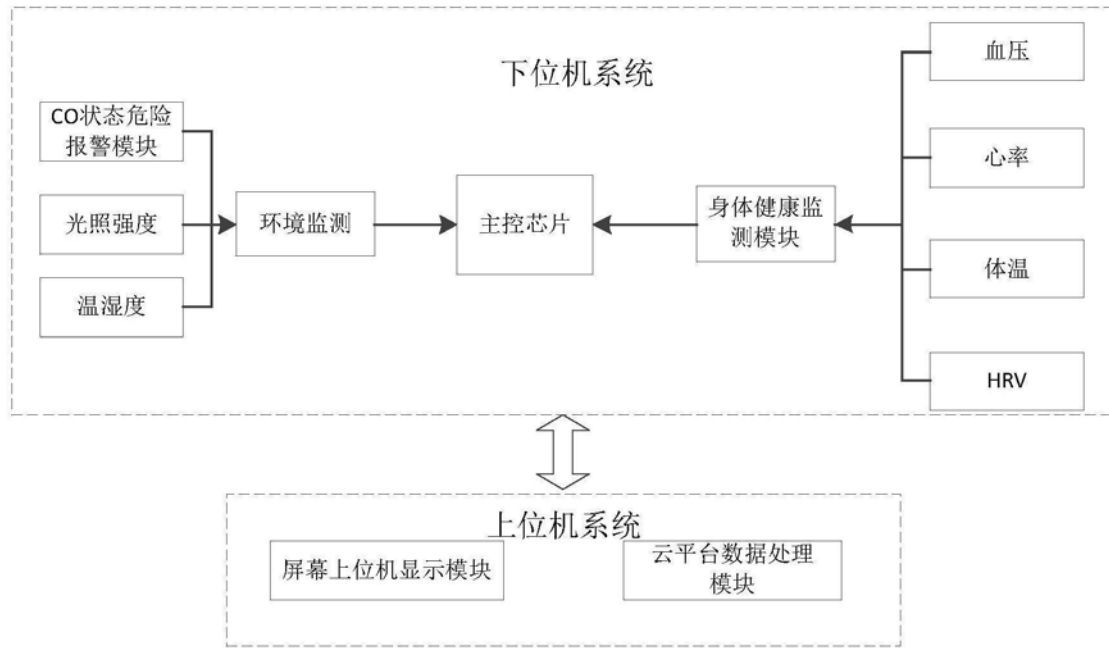 下位机系统
CO状态危险
报警模块
光照强度
温湿度
环境监测
主控芯片
身体健康监
测模块
血压
心率
体温
HRV
上位机系统
屏幕上位机显示模块
云平台数据处理
模块